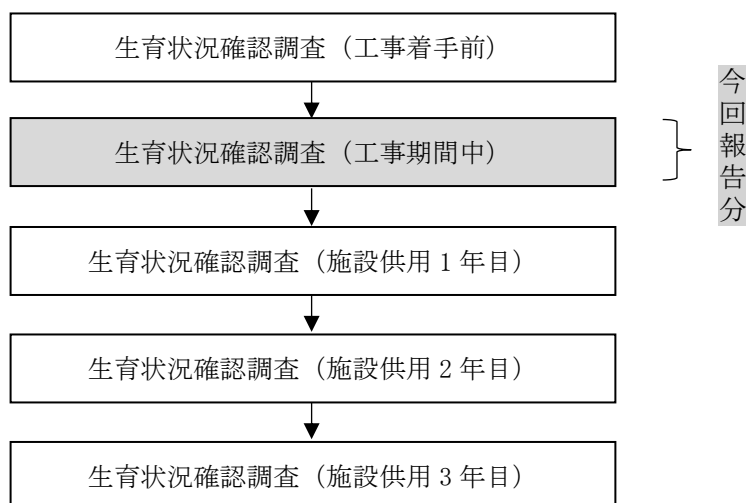 生育状況確認調査（工事着手前）
生育状況確認調査（工事期間中）
今回報告分
生育状況確認調査（施設供用 1 年目）
生育状況確認調査（施設供用 2 年目）
生育状況確認調査（施設供用 3 年目）